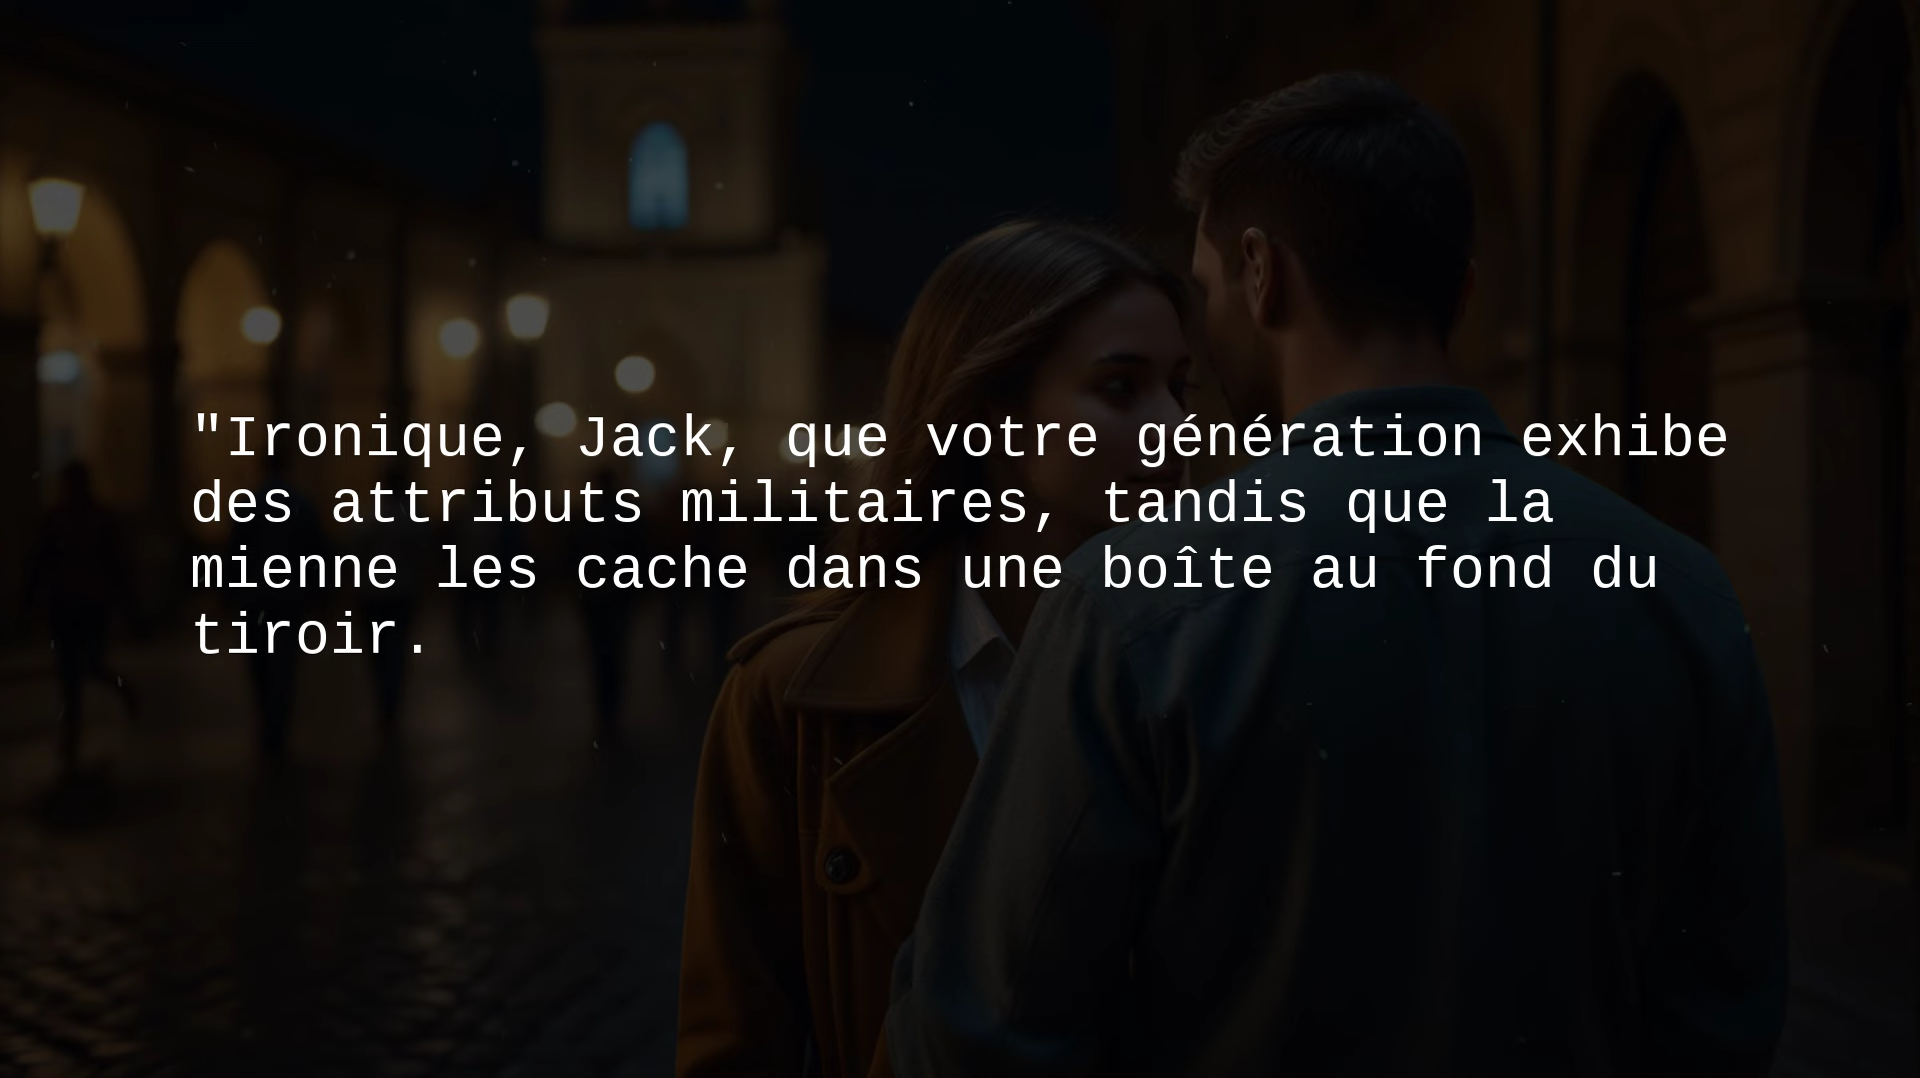 "Ironique, Jack, que votre génération exhibe
des attributs militaires, tandis que la
mienne les cache dans une boîte au fond du
tiroir.